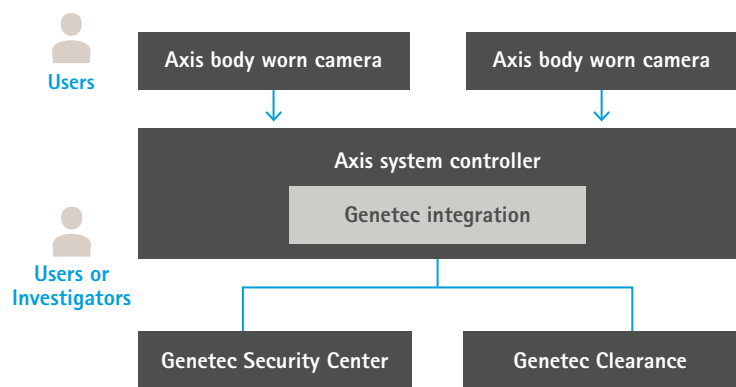 Users
Axis body worn camera
Axis body worn camera
Axis system controller
Genetec integration
Users or
Investigators
Genetec Security Center
Genetec Clearance